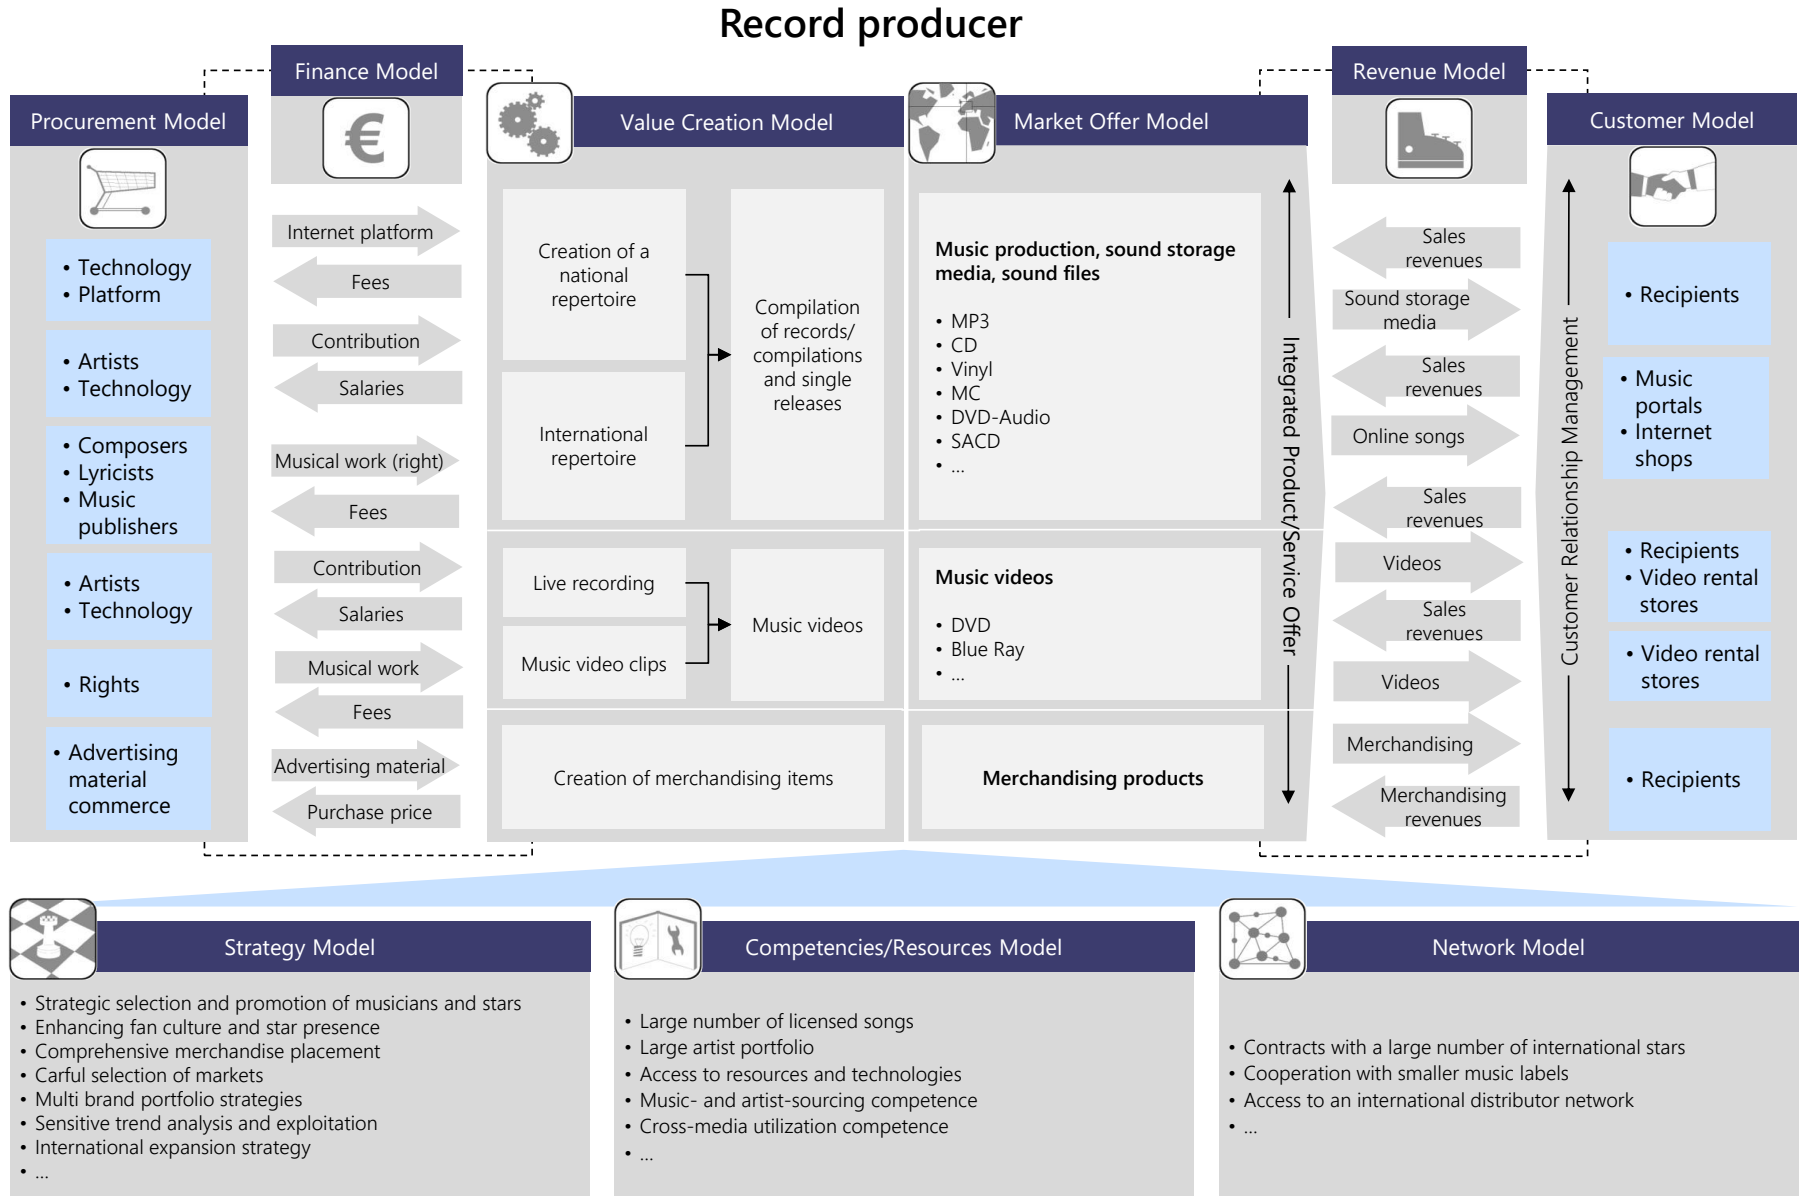 Record producer
Procurement Model
• Technology
• Platform
• Artists
• Technology
• Composers
• Lyricists
• Music
publishers
• Artists
• Technology
• Rights
• Advertising
material
commerce
Finance Model
€
Internet platform
Fees
Contribution
Salaries
Musical work (right)
Fees
Contribution
Salaries
Musical work
Fees
Advertising material
Purchase price
Value Creation Model
Creation of a
national
repertoire
International
repertoire
Compilation
of records/
compilations
and single
releases
Live recording
Music video clips
Music videos
Creation of merchandising items
Market Offer Model
Music production, sound storage
media, sound files
• MP3
• CD
• Vinyl
• MC
• DVD-Audio
• SACD
• ...
Music videos
• DVD
• Blue Ray
• ...
Merchandising products
Integrated Product/Service Offer
Revenue Model
Sales
revenues
Sound storage
media
Sales
revenues
Online songs
Sales
revenues
Videos
Sales
revenues
Videos
Merchandising
Merchandising
revenues
Customer Model
Customer Relationship Management
• Recipients
• Music
portals
• Internet
shops
• Recipients
• Video rental
stores
• Video rental
stores
• Recipients
Strategy Model
• Strategic selection and promotion of musicians and stars
• Enhancing fan culture and star presence
• Comprehensive merchandise placement
• Carful selection of markets
• Multi brand portfolio strategies
• Sensitive trend analysis and exploitation
• International expansion strategy
• ...
Competencies/Resources Model
• Large number of licensed songs
• Large artist portfolio
• Access to resources and technologies
• Music- and artist-sourcing competence
• Cross-media utilization competence
• ...
Network Model
• Contracts with a large number of international stars
• Cooperation with smaller music labels
• Access to an international distributor network
• ...